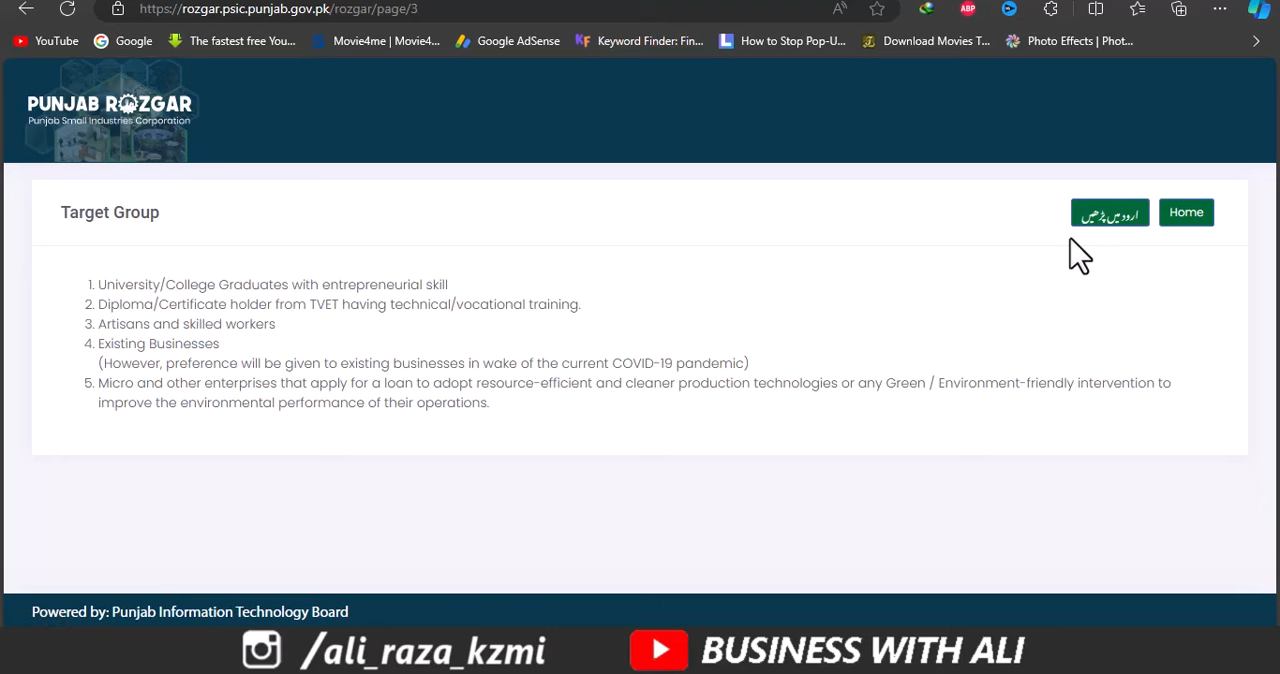 https://rozgar.psic.punjab.gov.pk/rozgar/page/3
YouTube Google The fastest free You... Movie4me | Movie4... Google AdSense Keyword Finder: Fin... How to Stop Pop-U... Download Movies T... Photo Effects | Phot...
PUNJAB ROZGAR
Punjab Small Industries Corporation
Target Group
اردو میں پڑھیں
Home
1. University/College Graduates with entrepreneurial skill
2. Diploma/Certificate holder from TVET having technical/vocational training.
3. Artisans and skilled workers
4. Existing Businesses
(However, preference will be given to existing businesses in wake of the current COVID-19 pandemic)
5. Micro and other enterprises that apply for a loan to adopt resource-efficient and cleaner production technologies or any Green / Environment-friendly intervention to
improve the environmental performance of their operations.
Powered by: Punjab Information Technology Board
/ali_raza_kzmi
BUSINESS WITH ALI